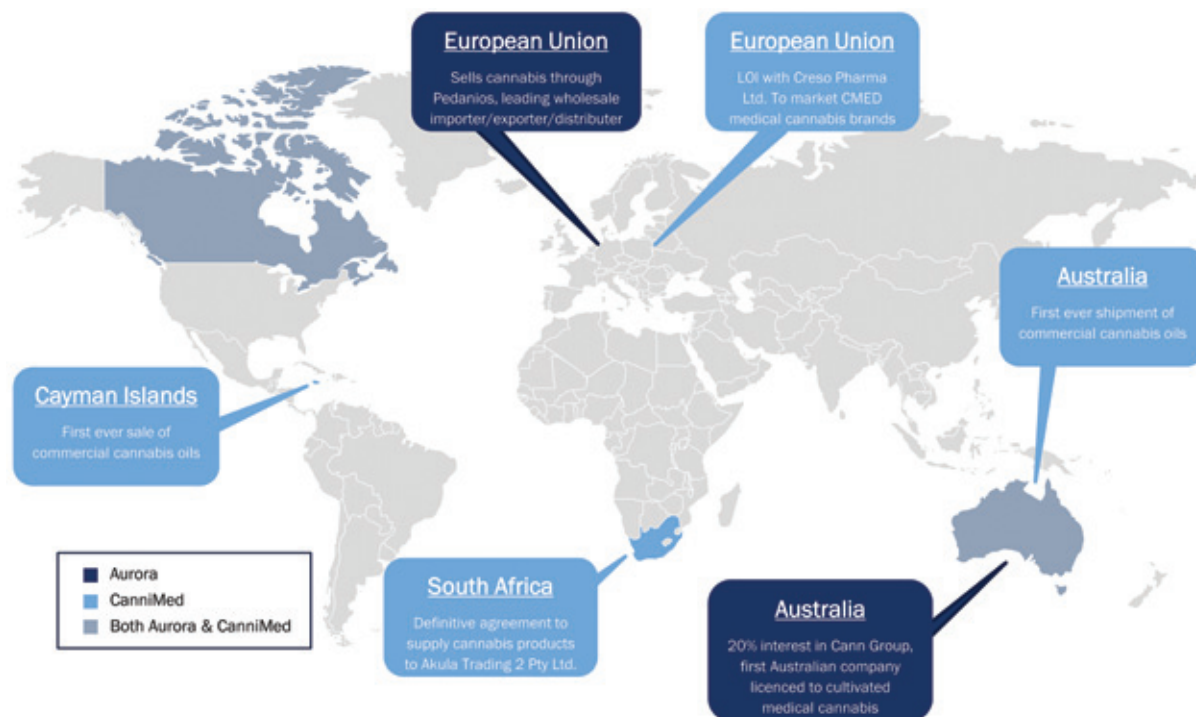 European Union
Sells cannabis through
Pedanios, leading wholesale
importer/exporter/distributer
European Union
LOI with Creso Pharma
Ltd. To market CMED
medical cannabis brands
Australia
First ever shipment of
commercial cannabis oils
Cayman Islands
First ever sale of
commercial cannabis oils
South Africa
Definitive agreement to
supply cannabis products
to Akula Trading 2 Pty Ltd.
Australia
20% interest in Cann Group,
first Australian company
licenced to cultivated
medical cannabis
Aurora
CanniMed
Both Aurora & CanniMed